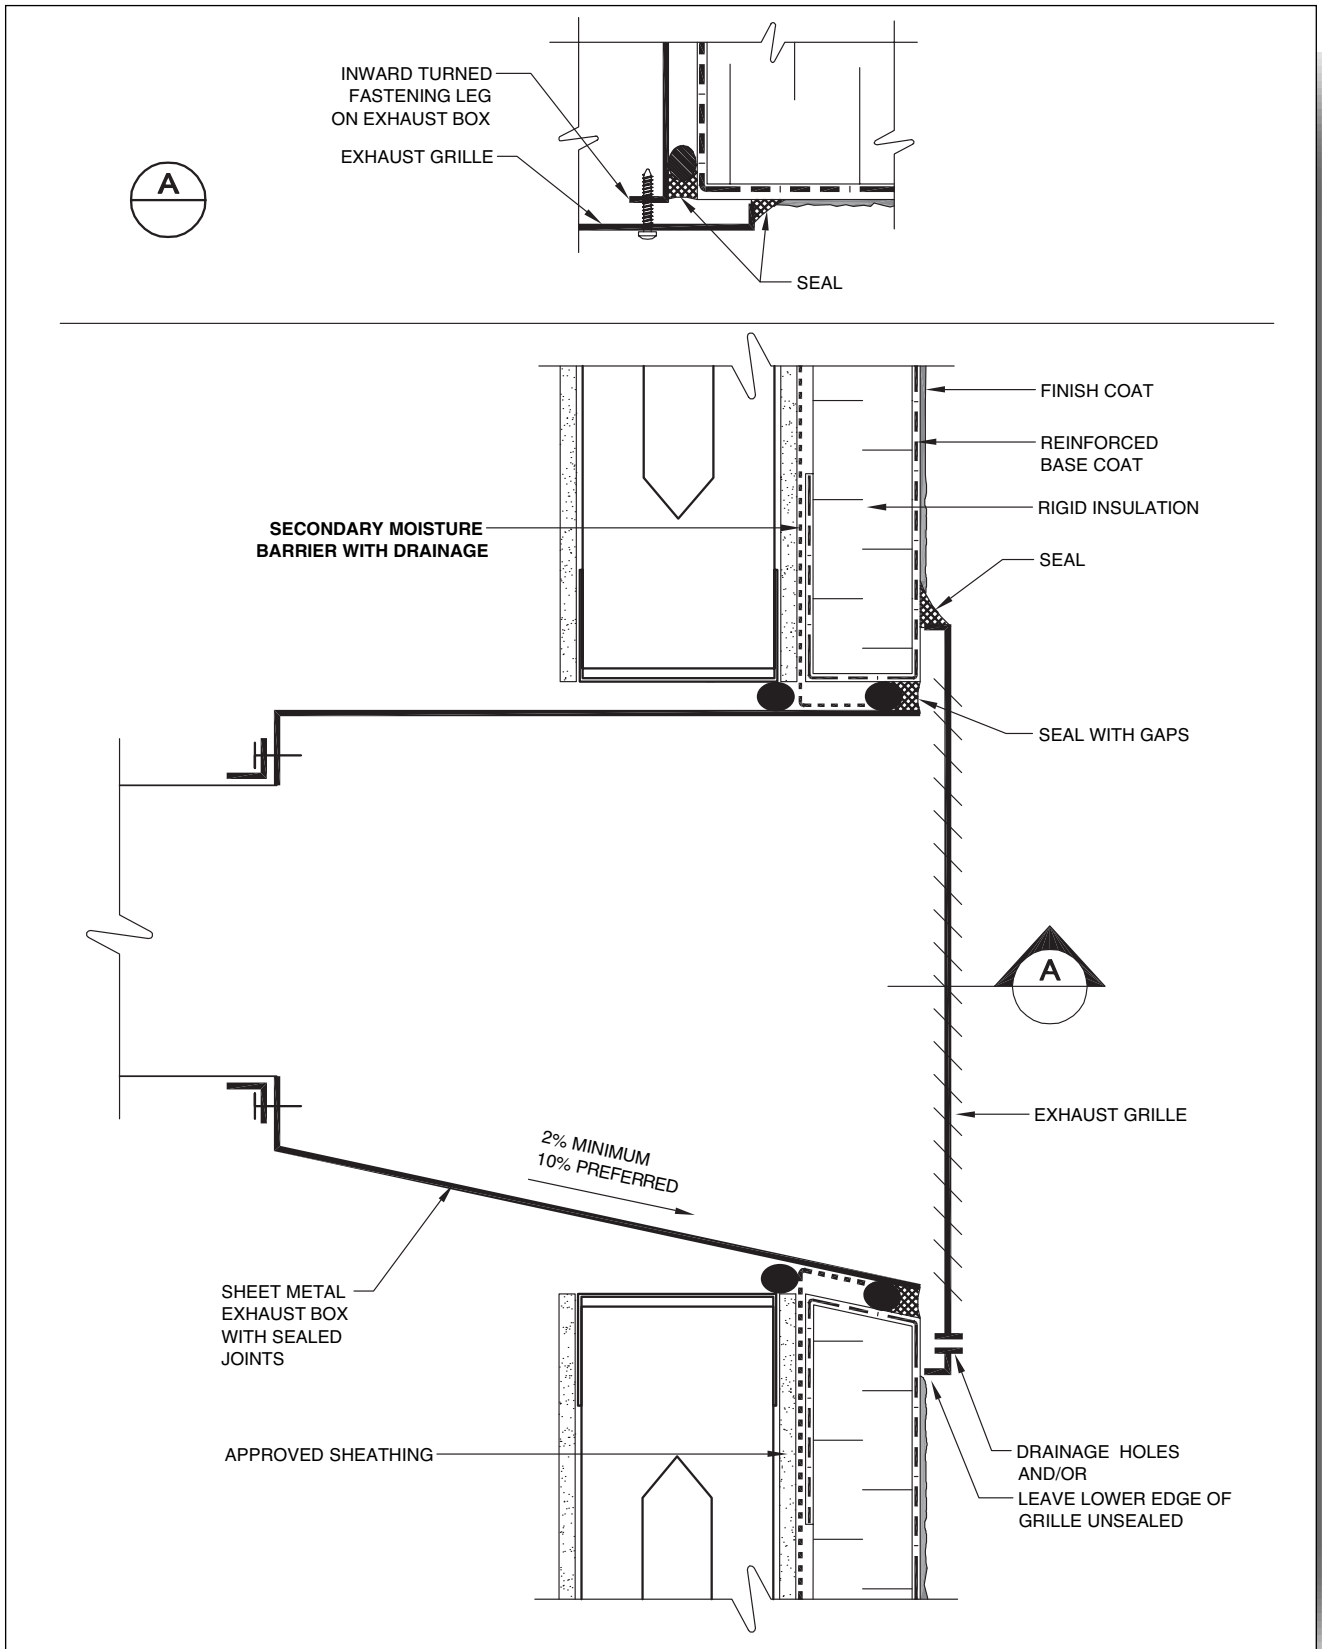 INWARD TURNED
FASTENING LEG
ON EXHAUST BOX
EXHAUST GRILLE
A
SEAL
FINISH COAT
REINFORCED
BASE COAT
RIGID INSULATION
SECONDARY MOISTURE
BARRIER WITH DRAINAGE
SEAL
SEAL WITH GAPS
A
EXHAUST GRILLE
2% MINIMUM
10% PREFERRED
SHEET METAL
EXHAUST BOX
WITH SEALED
JOINTS
APPROVED SHEATHING
DRAINAGE HOLES
AND/OR
LEAVE LOWER EDGE OF
GRILLE UNSEALED